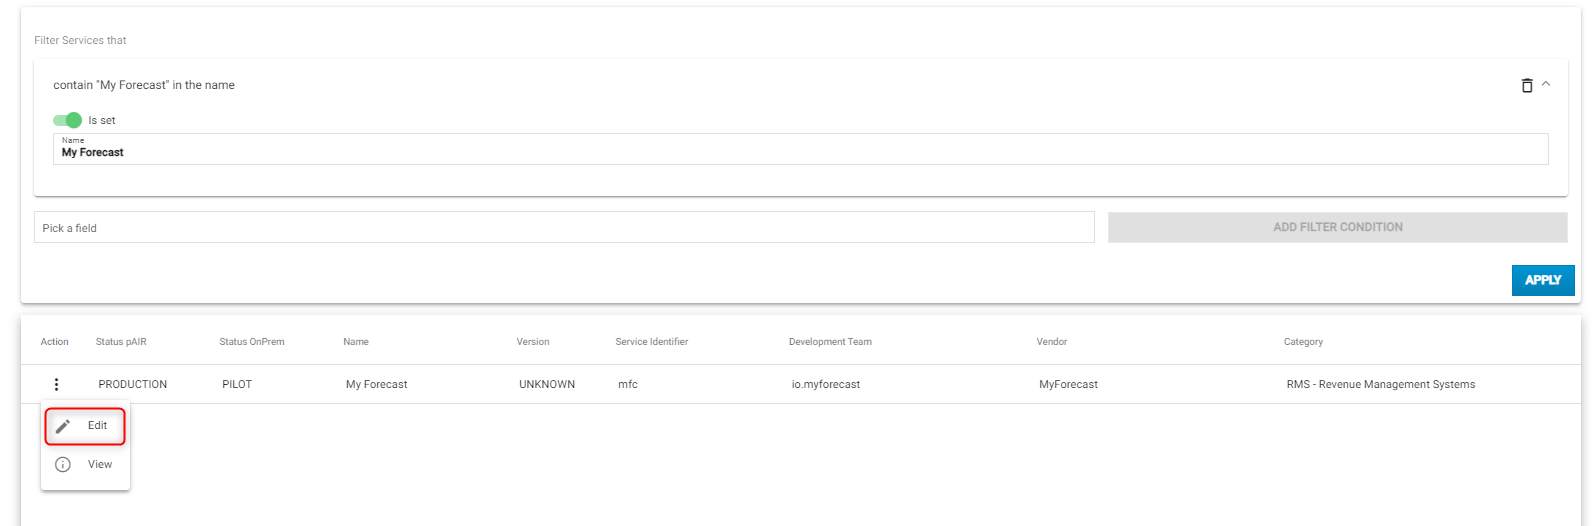 Filter Services that
contain "My Forecast" in the name
Is set
Name
My Forecast
Pick a field
ADD FILTER CONDITION
APPLY
Action Status pAIR Status OnPrem Name Version Service Identifier Development Team Vendor Category
PRODUCTION PILOT My Forecast UNKNOWN mfc io.myforecast MyForecast RMS - Revenue Management Systems
Edit
View